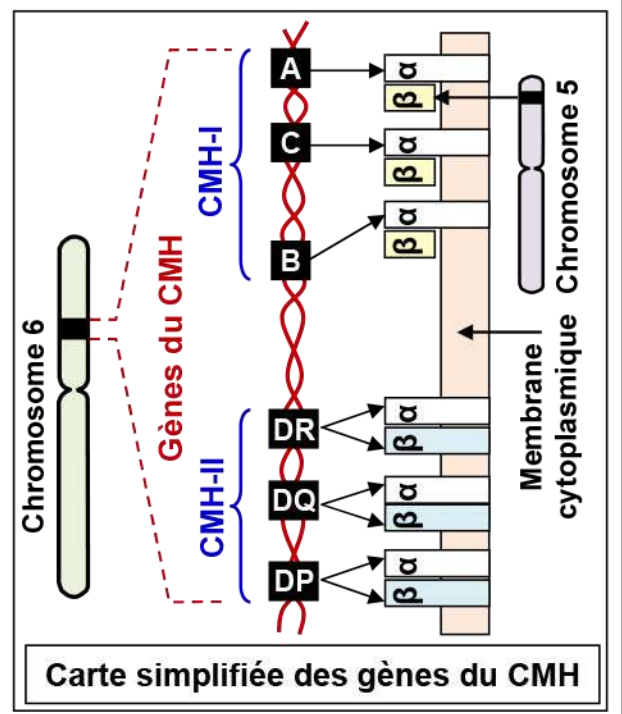 Chromosome 6
Gènes du CMH
CMH-I
CMH-II
A
C
B
DR
DQ
DP
α
β
α
β
α
β
α
β
α
β
α
β
Chromosome 5
Membrane
cytoplasmique
Carte simplifiée des gènes du CMH